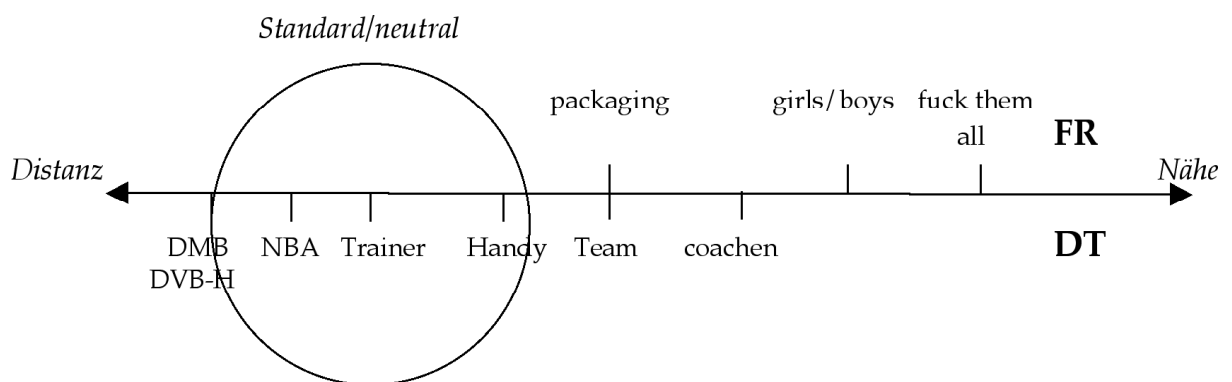 Standard/neutral
packaging girls/boys fuck them
all FR
Distanz Nähe
DMB NBA Trainer Handy Team coachen DT
DVB-H